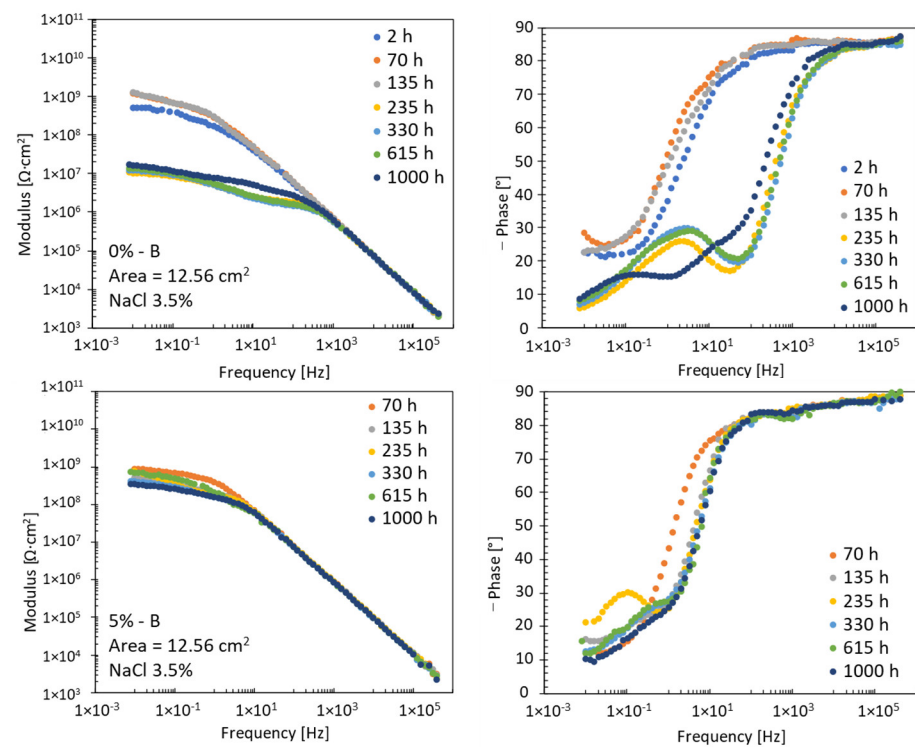 1×10¹¹
1×10¹⁰
1×10⁹
1×10⁸
1×10⁷
1×10⁶
1×10⁵
1×10⁴
1×10³
Modulus [Ω·cm²]
2 h
70 h
135 h
235 h
330 h
615 h
1000 h
0% - B
Area = 12.56 cm²
NaCl 3.5%
1×10⁻³ 1×10⁻¹ 1×10¹ 1×10³ 1×10⁵
Frequency [Hz]
90
80
70
60
50
40
30
20
10
0
− Phase [°]
2 h
70 h
135 h
235 h
330 h
615 h
1000 h
1×10⁻³ 1×10⁻¹ 1×10¹ 1×10³ 1×10⁵
Frequency [Hz]
1×10¹¹
1×10¹⁰
1×10⁹
1×10⁸
1×10⁷
1×10⁶
1×10⁵
1×10⁴
1×10³
Modulus [Ω·cm²]
70 h
135 h
235 h
330 h
615 h
1000 h
5% - B
Area = 12.56 cm²
NaCl 3.5%
1×10⁻³ 1×10⁻¹ 1×10¹ 1×10³ 1×10⁵
Frequency [Hz]
90
80
70
60
50
40
30
20
10
0
− Phase [°]
70 h
135 h
235 h
330 h
615 h
1000 h
1×10⁻³ 1×10⁻¹ 1×10¹ 1×10³ 1×10⁵
Frequency [Hz]